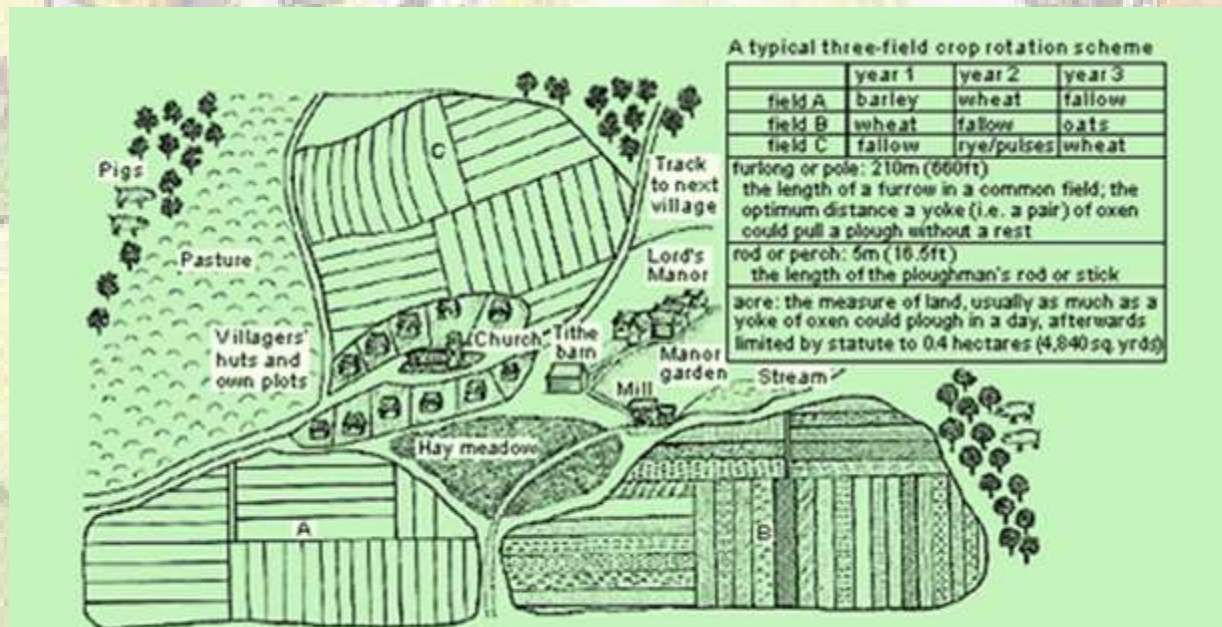 A typical three-field crop rotation scheme
year 1 year 2 year 3
field A barley wheat fallow
field B wheat fallow oats
field C fallow rye/pulses wheat
furlong or pole: 210m (660ft)
the length of a furrow in a common field; the
optimum distance a yoke (i.e. a pair) of oxen
could pull a plough without a rest
rod or perch: 5m (16.5ft)
the length of the ploughman's rod or stick
acre: the measure of land, usually as much as a
yoke of oxen could plough in a day, afterwards
limited by statute to 0.4 hectares (4,840 sq. yrds)
C
Pigs
Track
to next
village
Pasture
Lord's
Manor
Villagers'
huts and
own plots
Church
Tithe
barn
Manor
garden
Mill
Stream
Hay meadow
A
B